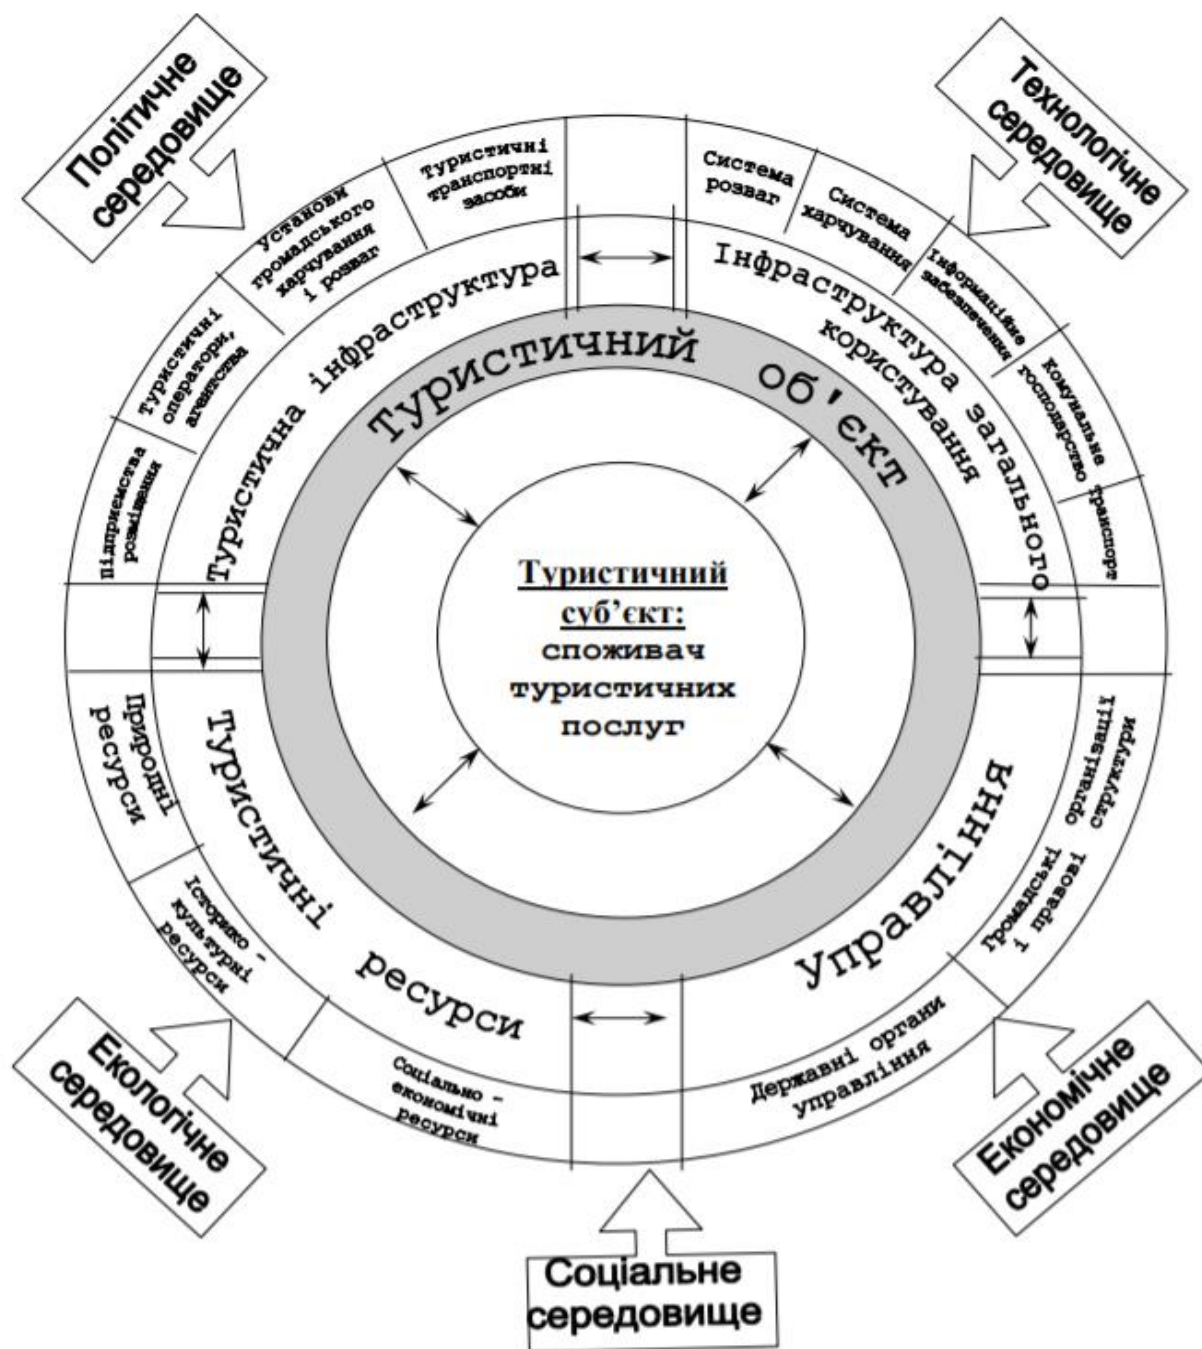 Політичне
середовище
Технологічне
середовище
Туристичні
транспортні
засоби
Установи
громадського
харчування
і розваг
Туристичні
оператори,
агентства
Підприємства
розміщення
Система
розваг
Система
харчування
Інформаційне
забезпечення
Комунальне
господарство
Транспорт
Туристична інфраструктура
Інфраструктура загального
користування
Туристичний об'єкт
Туристичний
суб’єкт:
споживач
туристичних
послуг
Туристичні ресурси
Управління
Природні
ресурси
Історико -
культурні
ресурси
Соціально -
економічні
ресурси
Державні органи
управління
Громадські організації
і правові структури
Екологічне
середовище
Економічне
середовище
Соціальне
середовище